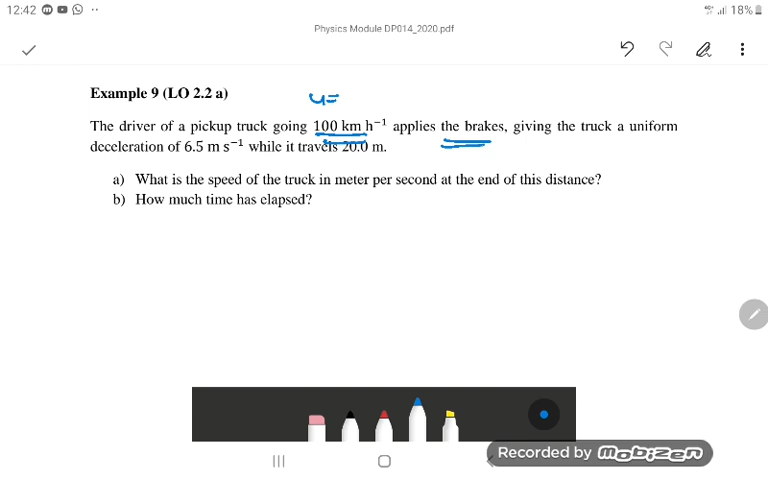 12:42
4G+ 18%
Physics Module DP014_2020.pdf
Example 9 (LO 2.2 a)
u=
The driver of a pickup truck going 100 km h⁻¹ applies the brakes, giving the truck a uniform
deceleration of 6.5 m s⁻¹ while it travels 20.0 m.
a) What is the speed of the truck in meter per second at the end of this distance?
b) How much time has elapsed?
Recorded by mobizen